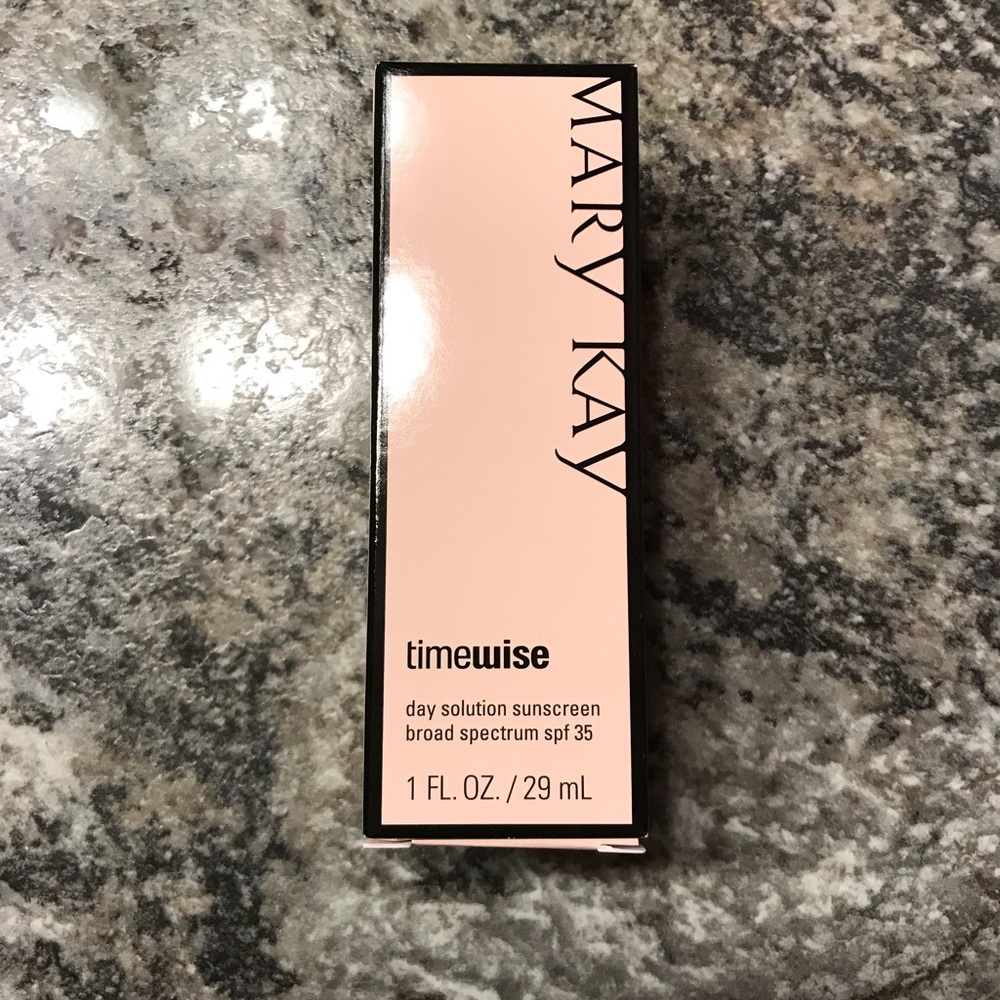 MARY KAY
timewise
day solution sunscreen
broad spectrum spf 35
1 FL. OZ. / 29 mL